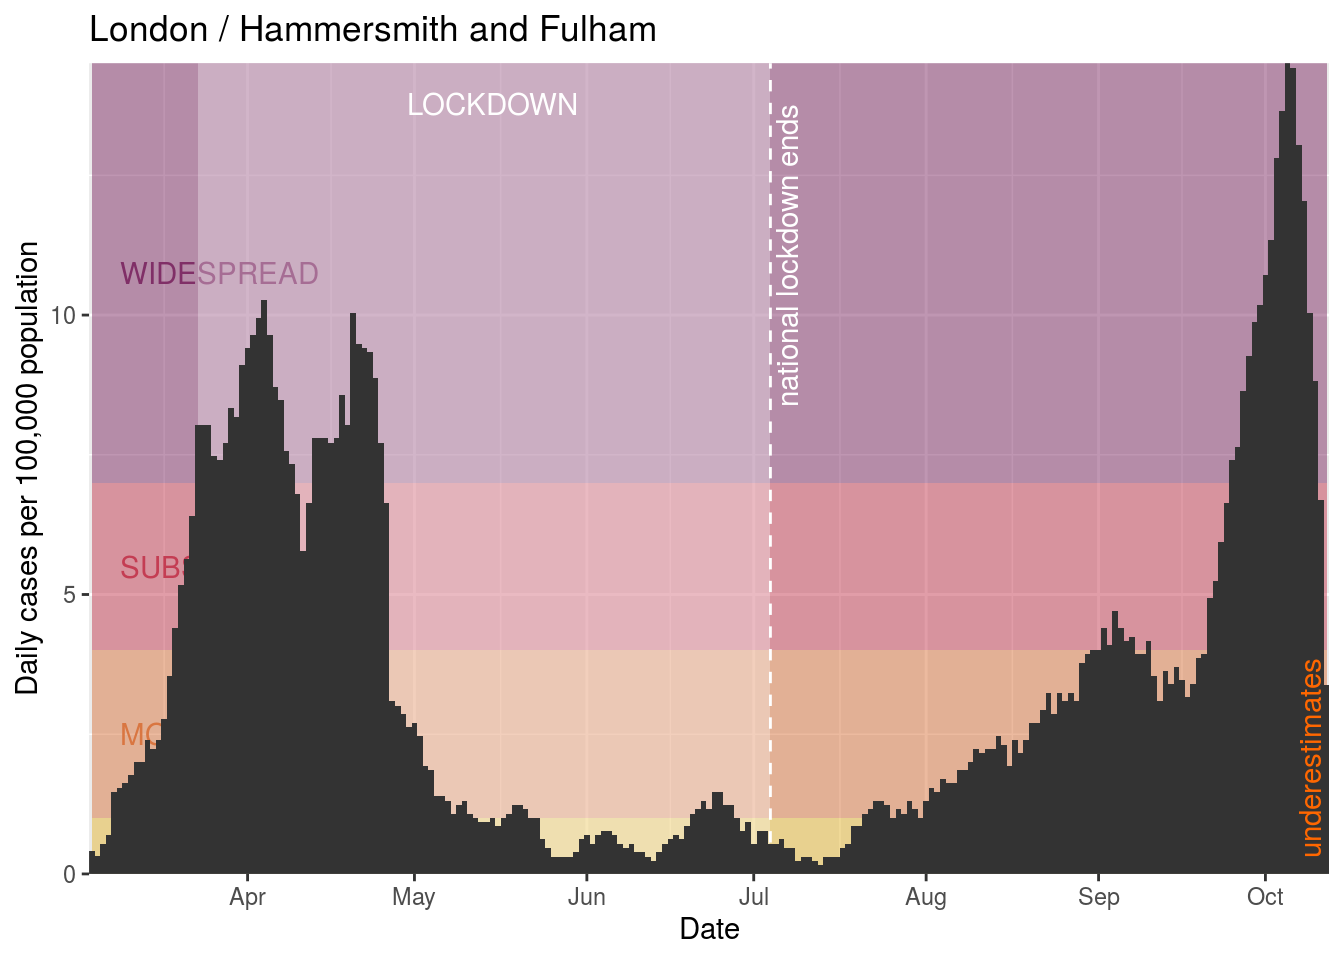 London / Hammersmith and Fulham
LOCKDOWN
national lockdown ends
WIDESPREAD
Daily cases per 100,000 population
10
5
0
underestimates
Apr
May
Jun
Jul
Aug
Sep
Oct
Date